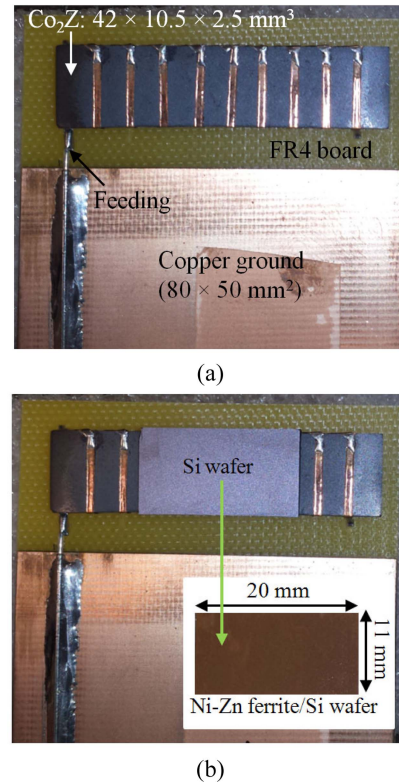 Co₂Z: 42 × 10.5 × 2.5 mm³
FR4 board
Feeding
Copper ground
(80 × 50 mm²)
(a)
Si wafer
20 mm
11 mm
Ni-Zn ferrite/Si wafer
(b)